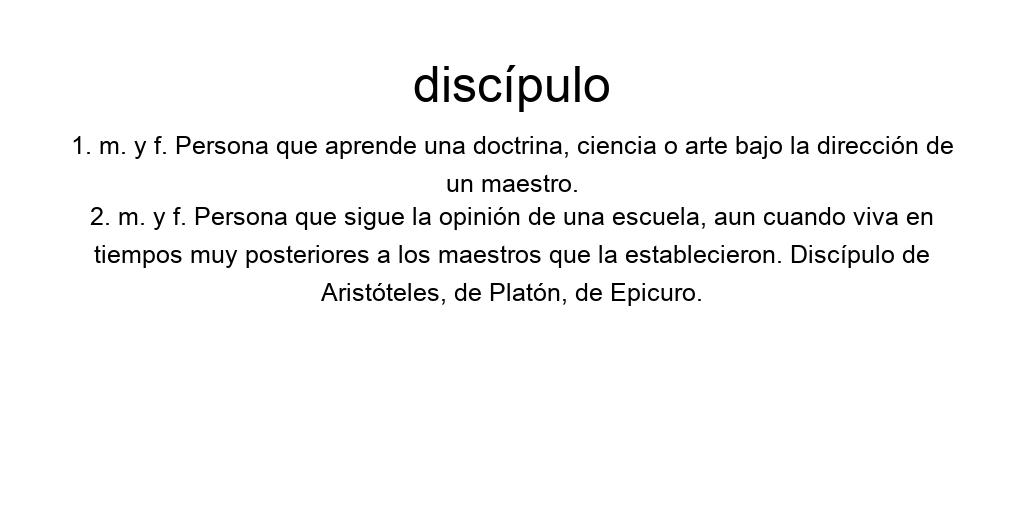 discípulo
1. m. y f. Persona que aprende una doctrina, ciencia o arte bajo la dirección de
un maestro.
2. m. y f. Persona que sigue la opinión de una escuela, aun cuando viva en
tiempos muy posteriores a los maestros que la establecieron. Discípulo de
Aristóteles, de Platón, de Epicuro.